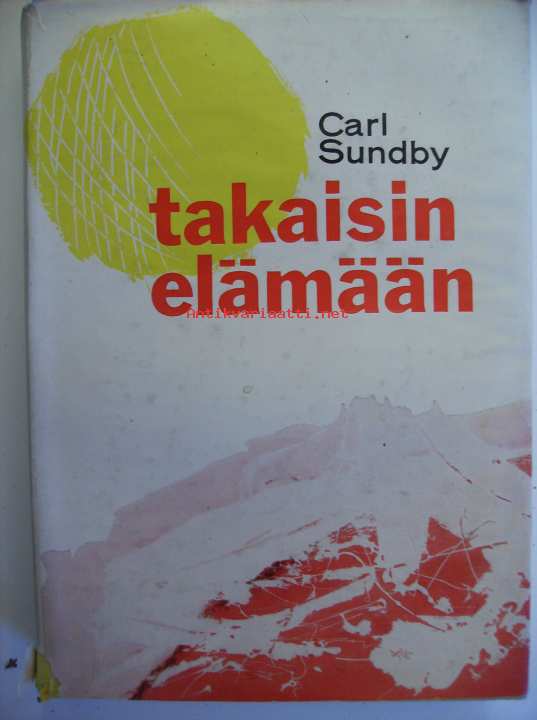 Carl
Sundby
takaisin
elämään
Antikvariaatti.net